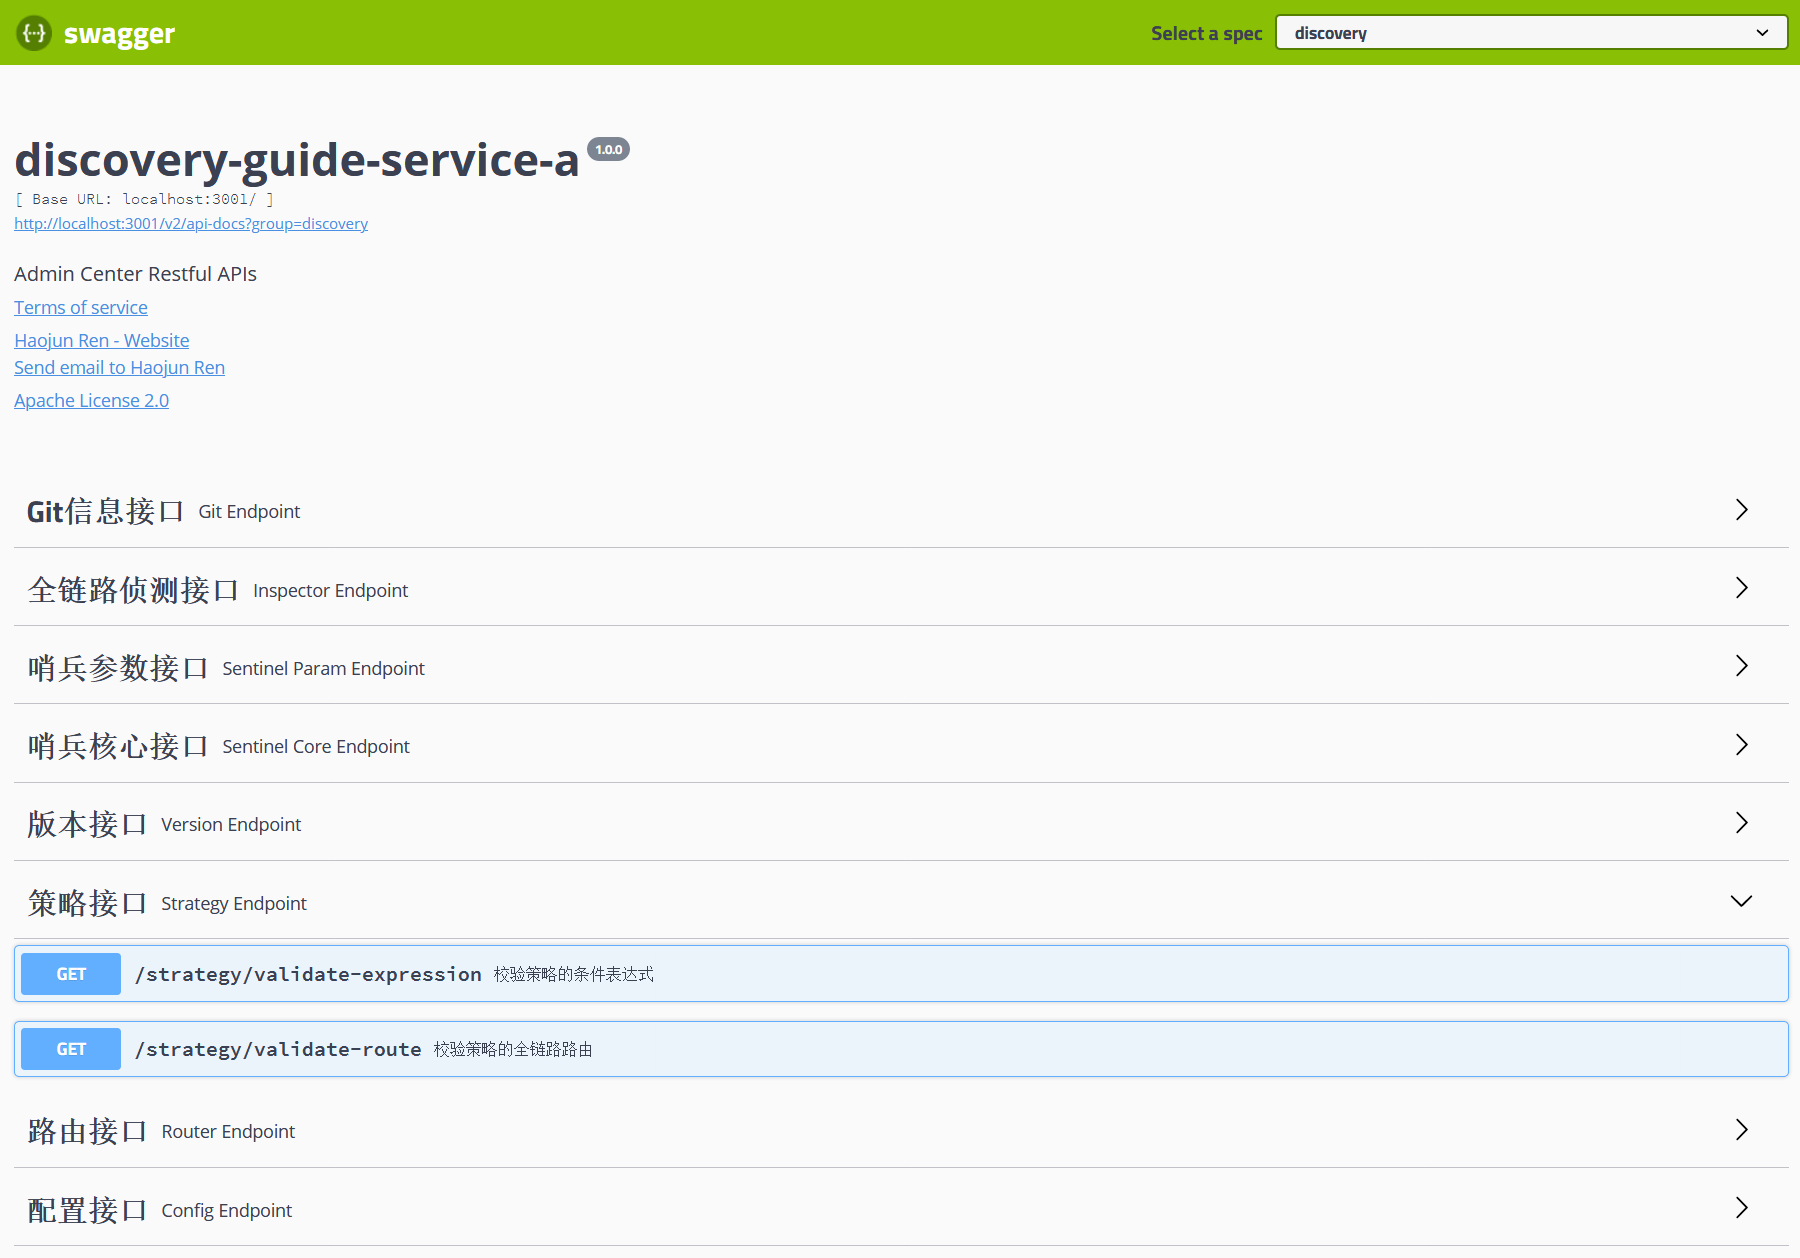 swagger
Select a spec discovery
discovery-guide-service-a 1.0.0
[ Base URL: localhost:3001/ ]
http://localhost:3001/v2/api-docs?group=discovery
Admin Center Restful APIs
Terms of service
Haojun Ren - Website
Send email to Haojun Ren
Apache License 2.0
Git信息接口 Git Endpoint
全链路侦测接口 Inspector Endpoint
哨兵参数接口 Sentinel Param Endpoint
哨兵核心接口 Sentinel Core Endpoint
版本接口 Version Endpoint
策略接口 Strategy Endpoint
GET /strategy/validate-expression 校验策略的条件表达式
GET /strategy/validate-route 校验策略的全链路路由
路由接口 Router Endpoint
配置接口 Config Endpoint